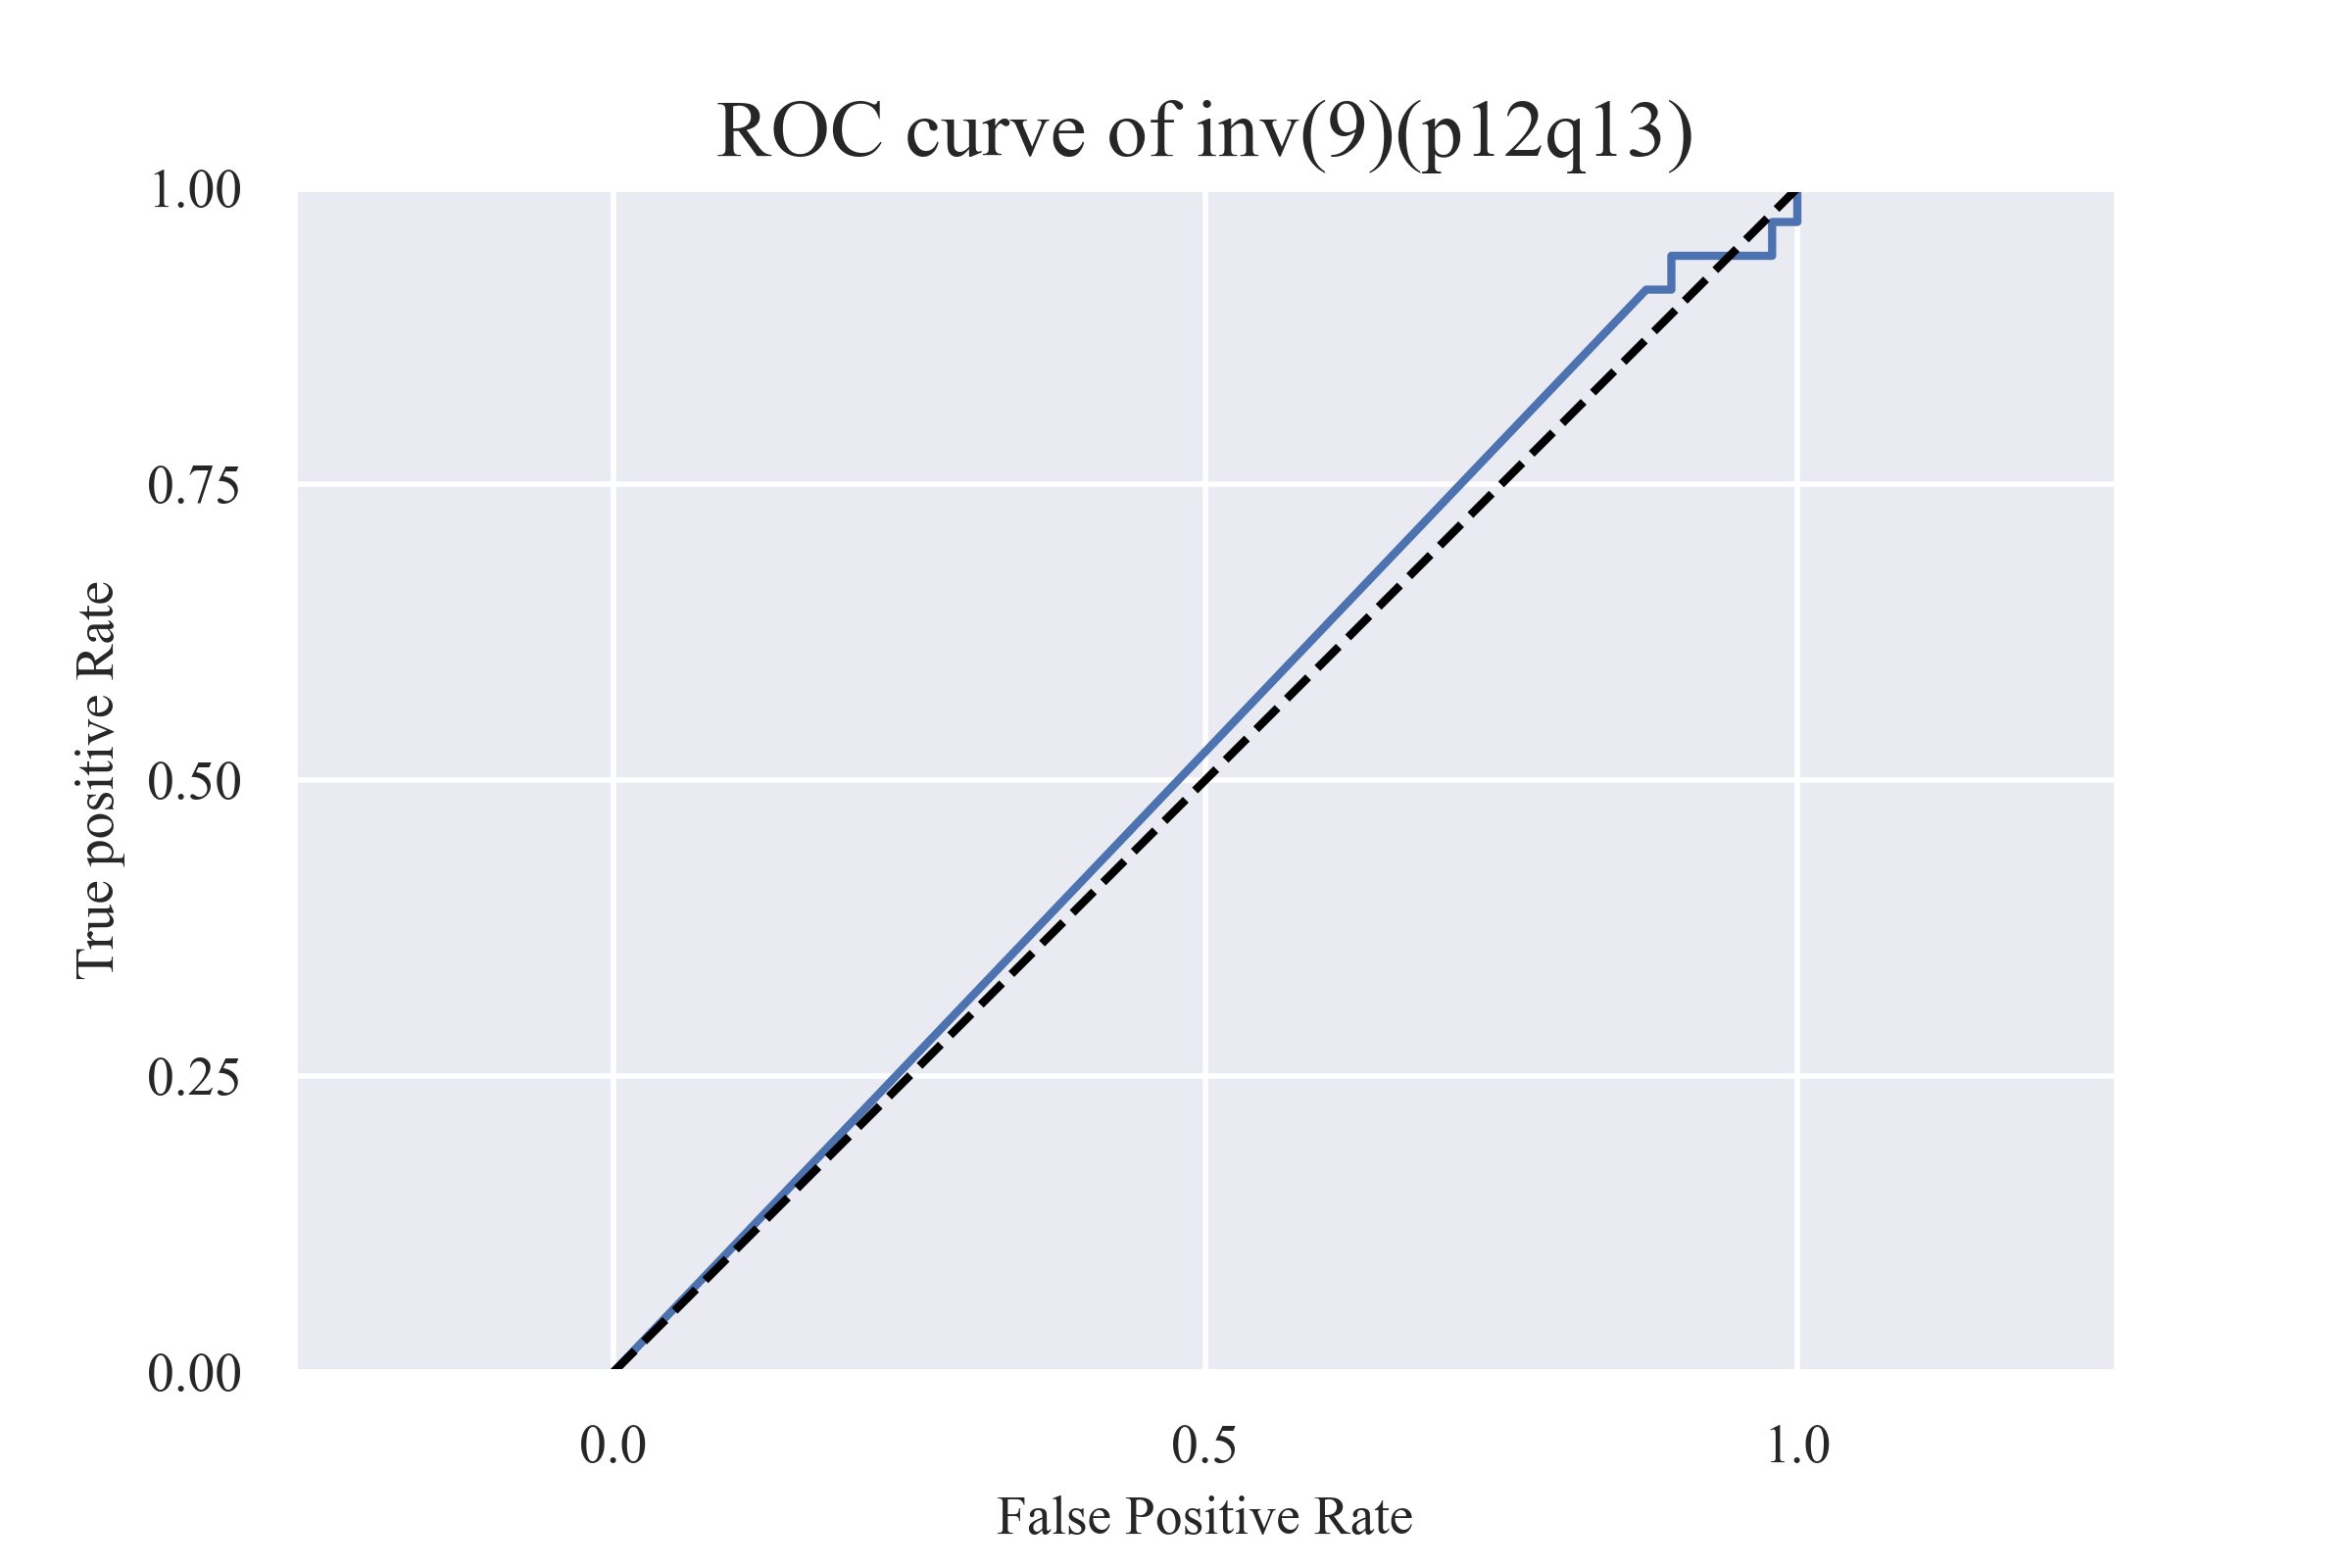 ROC curve of inv(9)(p12q13)
1.00
0.75
0.50
0.25
0.00
True positive Rate
0.0 0.5 1.0
False Positive Rate